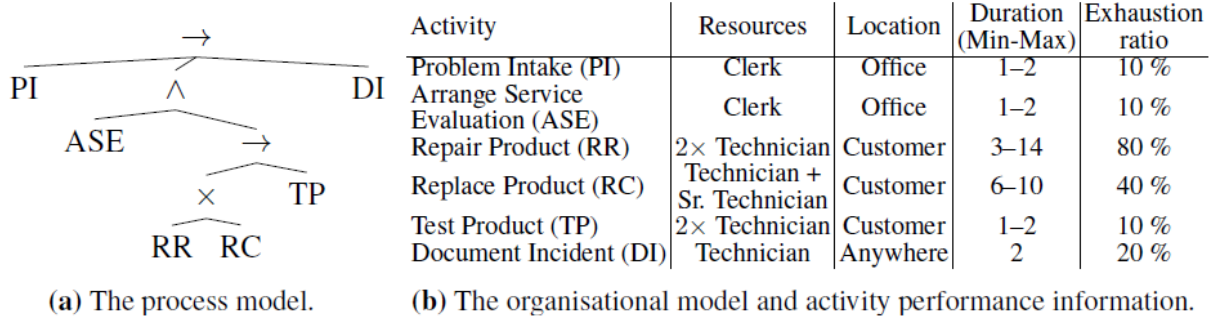 →
PI ∧ DI
ASE →
× TP
RR RC
(a) The process model.
Activity Resources Location Duration (Min-Max) Exhaustion ratio
Problem Intake (PI) Clerk Office 1–2 10 %
Arrange Service Evaluation (ASE) Clerk Office 1–2 10 %
Repair Product (RR) 2× Technician Customer 3–14 80 %
Replace Product (RC) Technician + Sr. Technician Customer 6–10 40 %
Test Product (TP) 2× Technician Customer 1–2 10 %
Document Incident (DI) Technician Anywhere 2 20 %
(b) The organisational model and activity performance information.